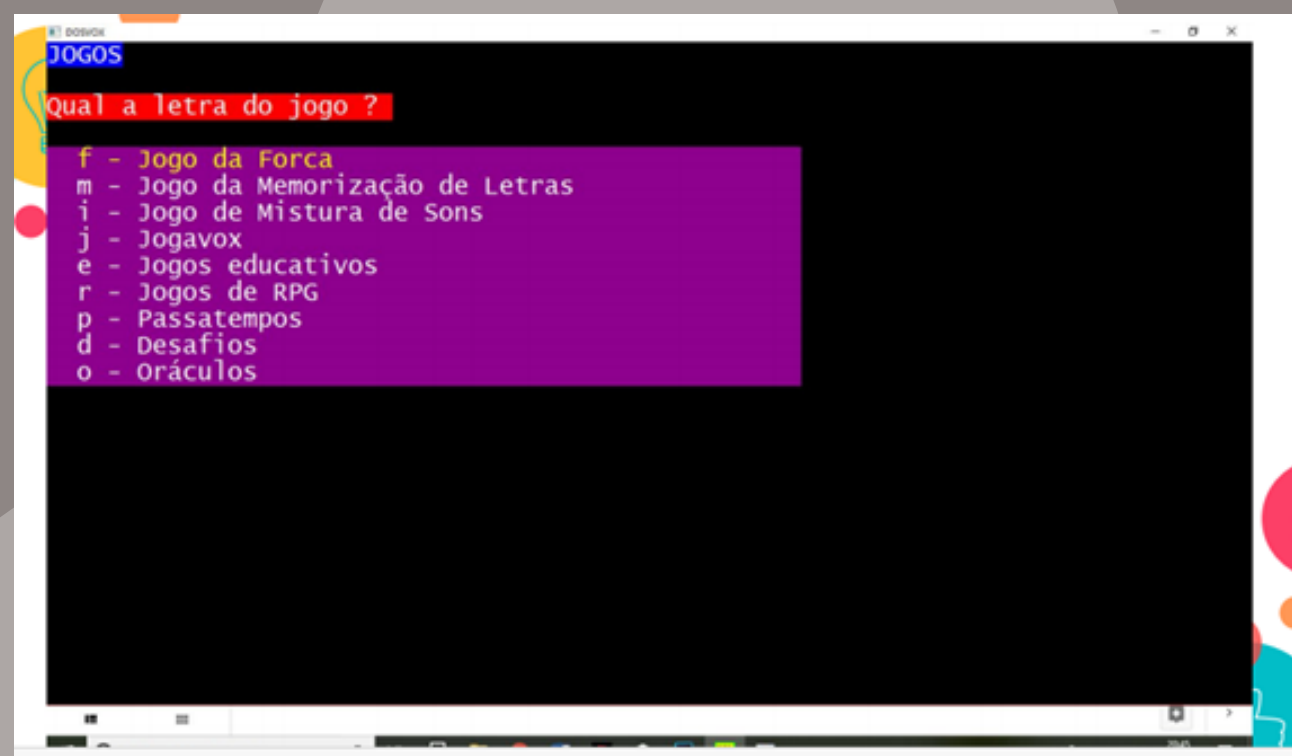 DOSVOX
JOGOS
Qual a letra do jogo ?
f - Jogo da Forca
m - Jogo da Memorização de Letras
i - Jogo de Mistura de Sons
j - Jogavox
e - Jogos educativos
r - Jogos de RPG
p - Passatempos
d - Desafios
o - Oráculos